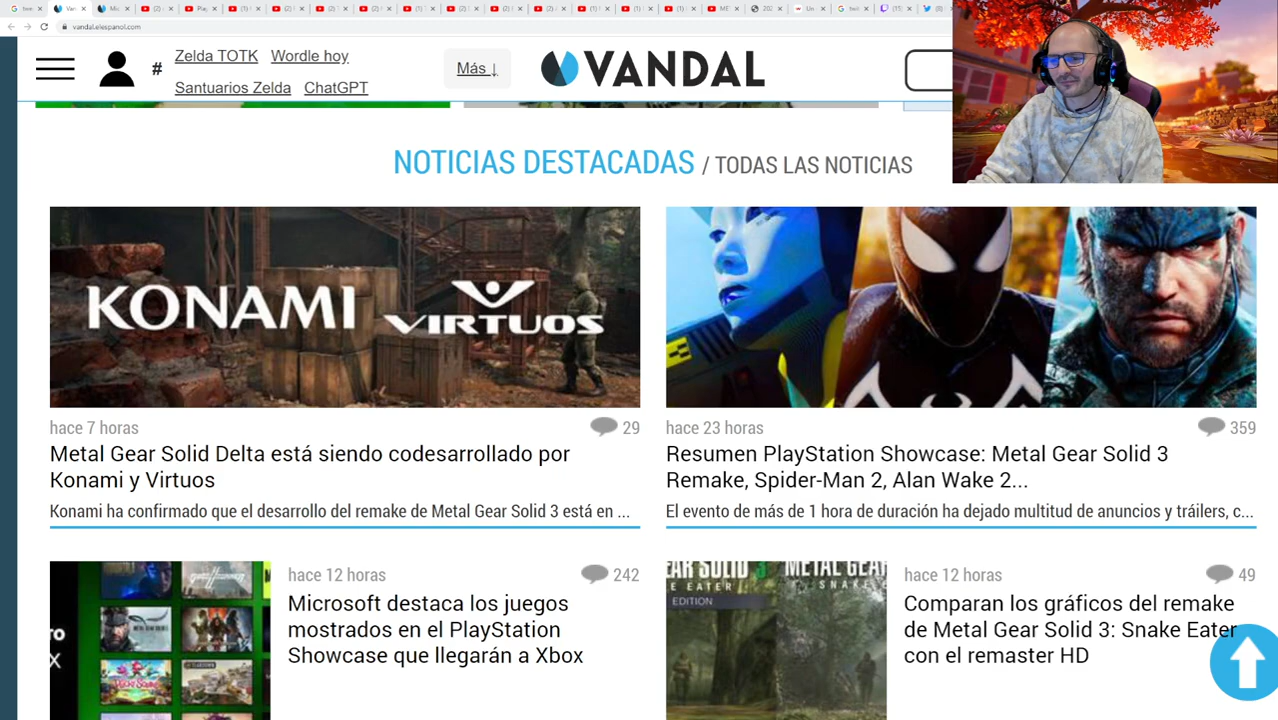 vandal.elespanol.com
# Zelda TOTK Wordle hoy
Santuarios Zelda ChatGPT
Más ↓
VANDAL
NOTICIAS DESTACADAS / TODAS LAS NOTICIAS
KONAMI VIRTUOS
hace 7 horas 29
Metal Gear Solid Delta está siendo codesarrollado por
Konami y Virtuos
Konami ha confirmado que el desarrollo del remake de Metal Gear Solid 3 está en ...
hace 23 horas 359
Resumen PlayStation Showcase: Metal Gear Solid 3
Remake, Spider-Man 2, Alan Wake 2...
El evento de más de 1 hora de duración ha dejado multitud de anuncios y tráilers, c...
hace 12 horas 242
Microsoft destaca los juegos
mostrados en el PlayStation
Showcase que llegarán a Xbox
EDITION
hace 12 horas 49
Comparan los gráficos del remake
de Metal Gear Solid 3: Snake Eater
con el remaster HD